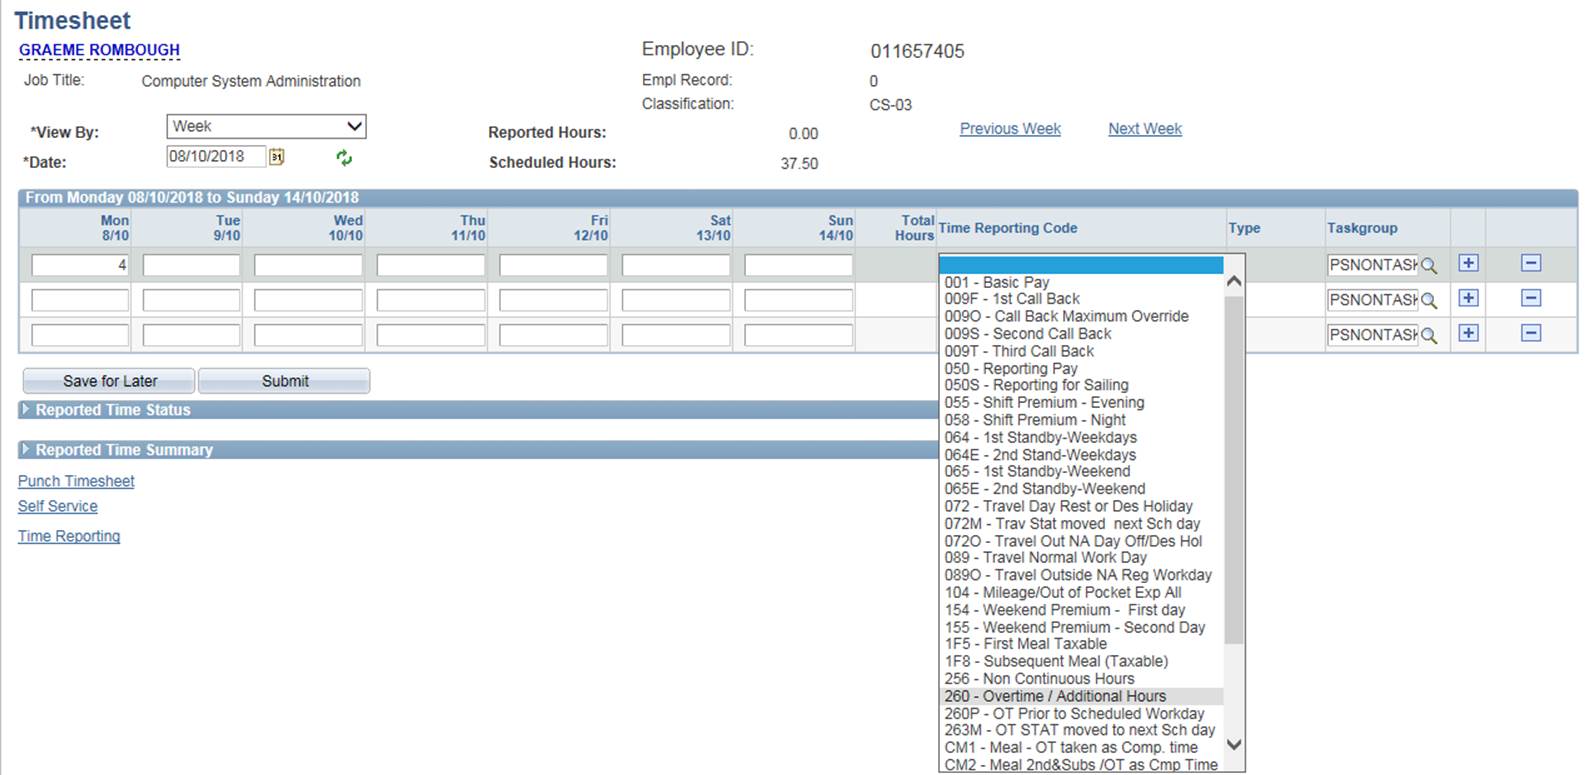 Timesheet
GRAEME ROMBOUGH
Employee ID: 011657405
Job Title: Computer System Administration
Empl Record: 0
Classification: CS-03
*View By: Week
Reported Hours: 0.00
Previous Week Next Week
*Date: 08/10/2018 31
Scheduled Hours: 37.50
From Monday 08/10/2018 to Sunday 14/10/2018
Mon 8/10 Tue 9/10 Wed 10/10 Thu 11/10 Fri 12/10 Sat 13/10 Sun 14/10 Total Hours Time Reporting Code Type Taskgroup
4 PSNONTASK
PSNONTASK
PSNONTASK
001 - Basic Pay
009F - 1st Call Back
009O - Call Back Maximum Override
009S - Second Call Back
009T - Third Call Back
050 - Reporting Pay
050S - Reporting for Sailing
055 - Shift Premium - Evening
058 - Shift Premium - Night
064 - 1st Standby-Weekdays
064E - 2nd Stand-Weekdays
065 - 1st Standby-Weekend
065E - 2nd Standby-Weekend
072 - Travel Day Rest or Des Holiday
072M - Trav Stat moved  next Sch day
072O - Travel Out NA Day Off/Des Hol
089 - Travel Normal Work Day
089O - Travel Outside NA Reg Workday
104 - Mileage/Out of Pocket Exp All
154 - Weekend Premium -  First day
155 - Weekend Premium - Second Day
1F5 - First Meal Taxable
1F8 - Subsequent Meal (Taxable)
256 - Non Continuous Hours
260 - Overtime / Additional Hours
260P - OT Prior to Scheduled Workday
263M - OT STAT moved to next Sch day
CM1 - Meal - OT taken as Comp. time
CM2 - Meal 2nd&Subs /OT as Cmp Time
Save for Later Submit
Reported Time Status
Reported Time Summary
Punch Timesheet
Self Service
Time Reporting